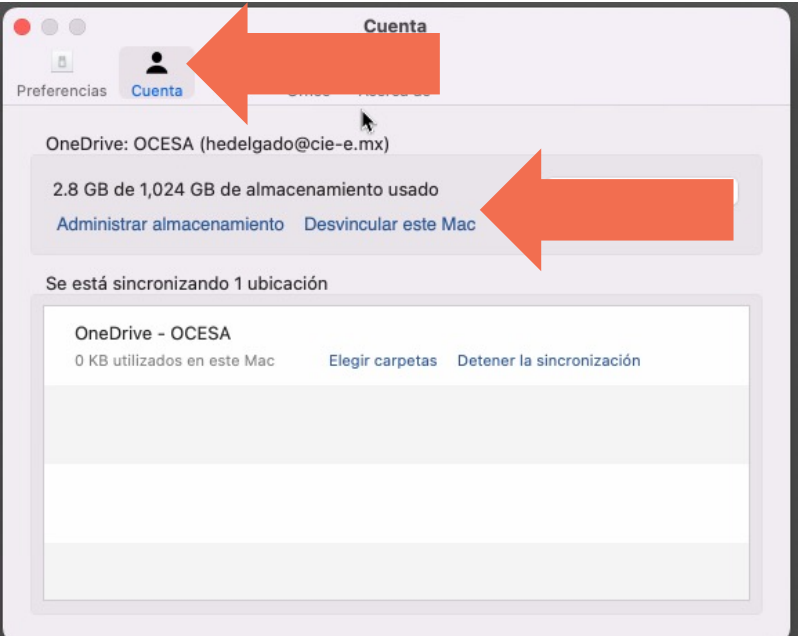 Cuenta
Preferencias Cuenta
OneDrive: OCESA (hedelgado@cie-e.mx)
2.8 GB de 1,024 GB de almacenamiento usado
Administrar almacenamiento Desvincular este Mac
Se está sincronizando 1 ubicación
OneDrive - OCESA
0 KB utilizados en este Mac Elegir carpetas Detener la sincronización